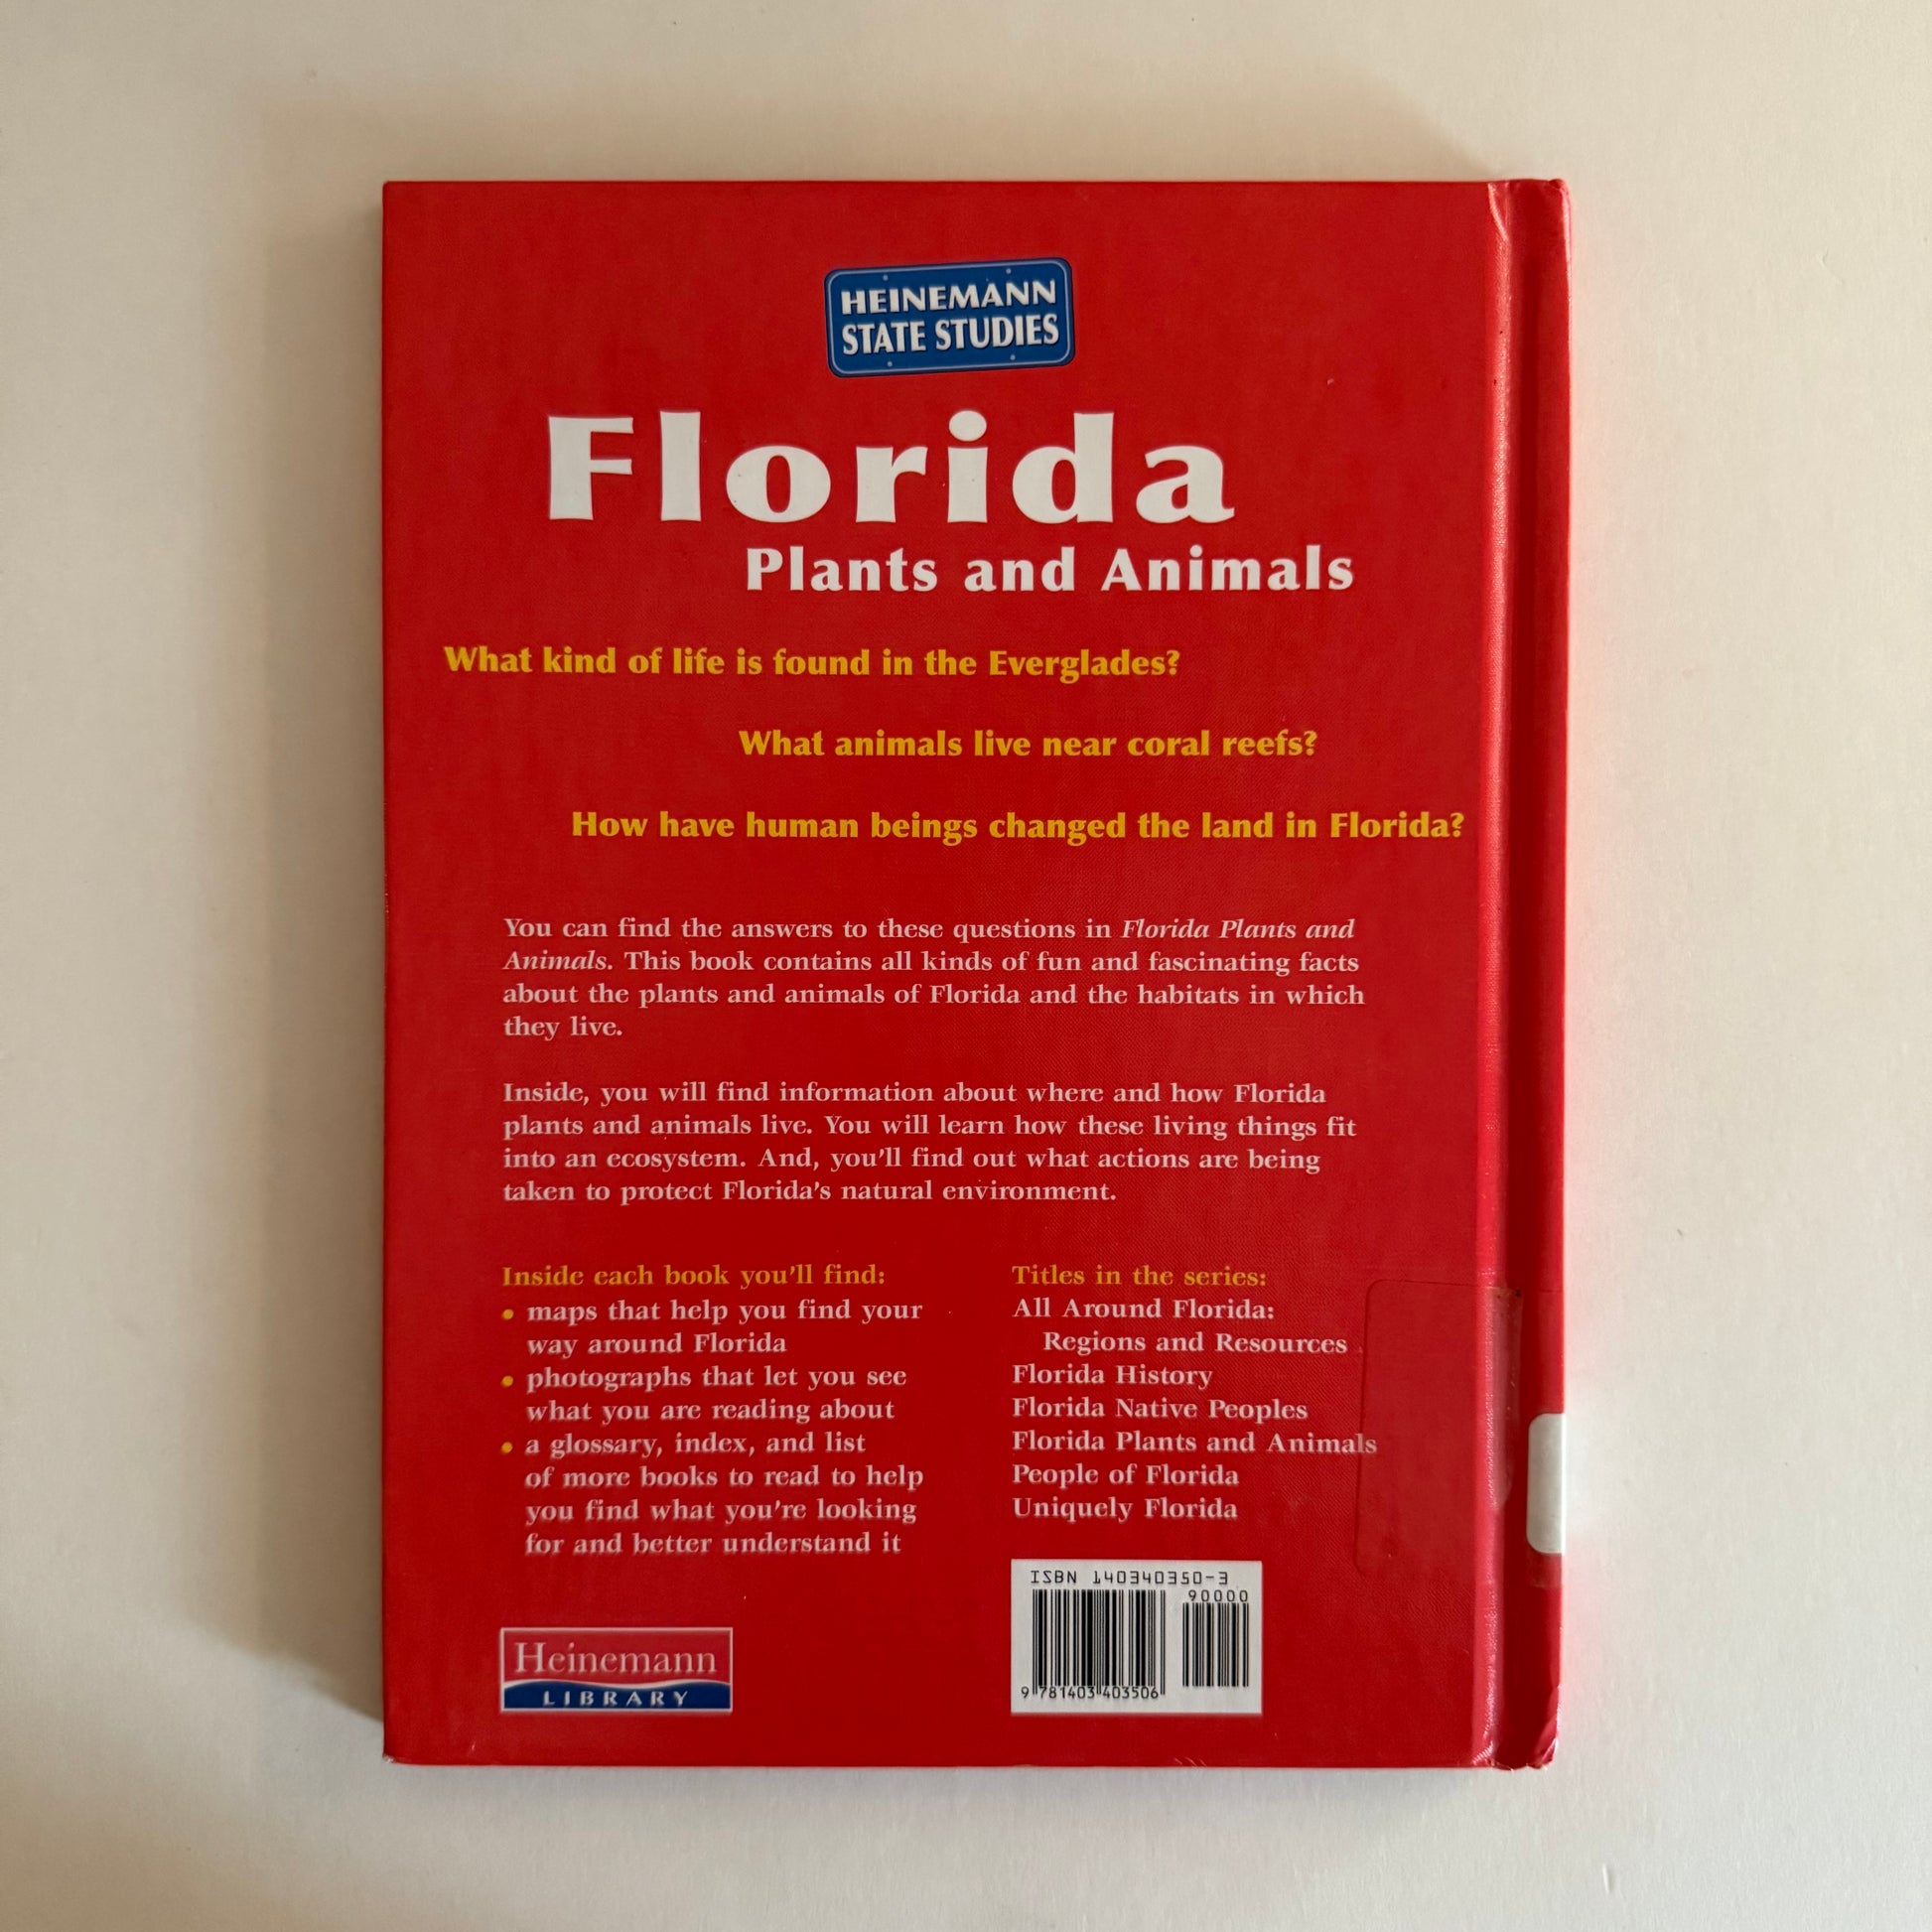 HEINEMANN
STATE STUDIES
Florida
Plants and Animals
What kind of life is found in the Everglades?
What animals live near coral reefs?
How have human beings changed the land in Florida?
You can find the answers to these questions in Florida Plants and
Animals. This book contains all kinds of fun and fascinating facts
about the plants and animals of Florida and the habitats in which
they live.
Inside, you will find information about where and how Florida
plants and animals live. You will learn how these living things fit
into an ecosystem. And, you'll find out what actions are being
taken to protect Florida's natural environment.
Inside each book you'll find:
• maps that help you find your
way around Florida
• photographs that let you see
what you are reading about
• a glossary, index, and list
of more books to read to help
you find what you're looking
for and better understand it
Titles in the series:
All Around Florida:
Regions and Resources
Florida History
Florida Native Peoples
Florida Plants and Animals
People of Florida
Uniquely Florida
Heinemann
LIBRARY
ISBN 140340350-3
90000
9 781403 403506